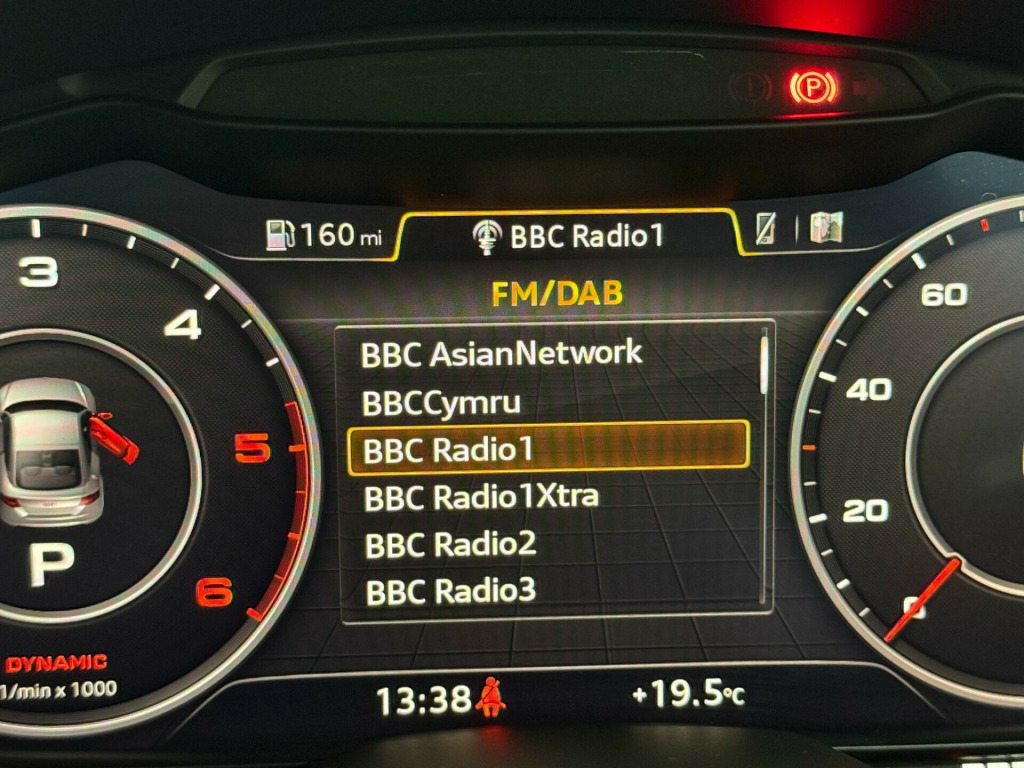 P
160 mi
BBC Radio1
FM/DAB
BBC AsianNetwork
BBCCymru
BBC Radio1
BBC Radio1Xtra
BBC Radio2
BBC Radio3
3
4
5
6
P
DYNAMIC
1/min x 1000
60
40
20
0
13:38
+19.5°C